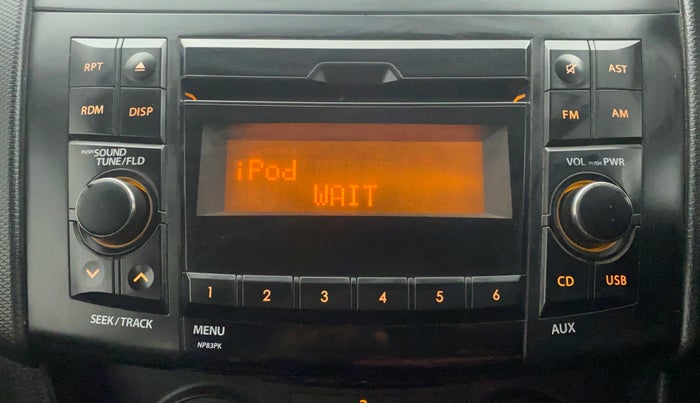 RPT
RDM DISP
PUSH SOUND
TUNE/FLD
SEEK/TRACK
iPod
WAIT
1 2 3 4 5 6
MENU
NP83PK
AST
FM AM
VOL PUSH PWR
CD USB
AUX